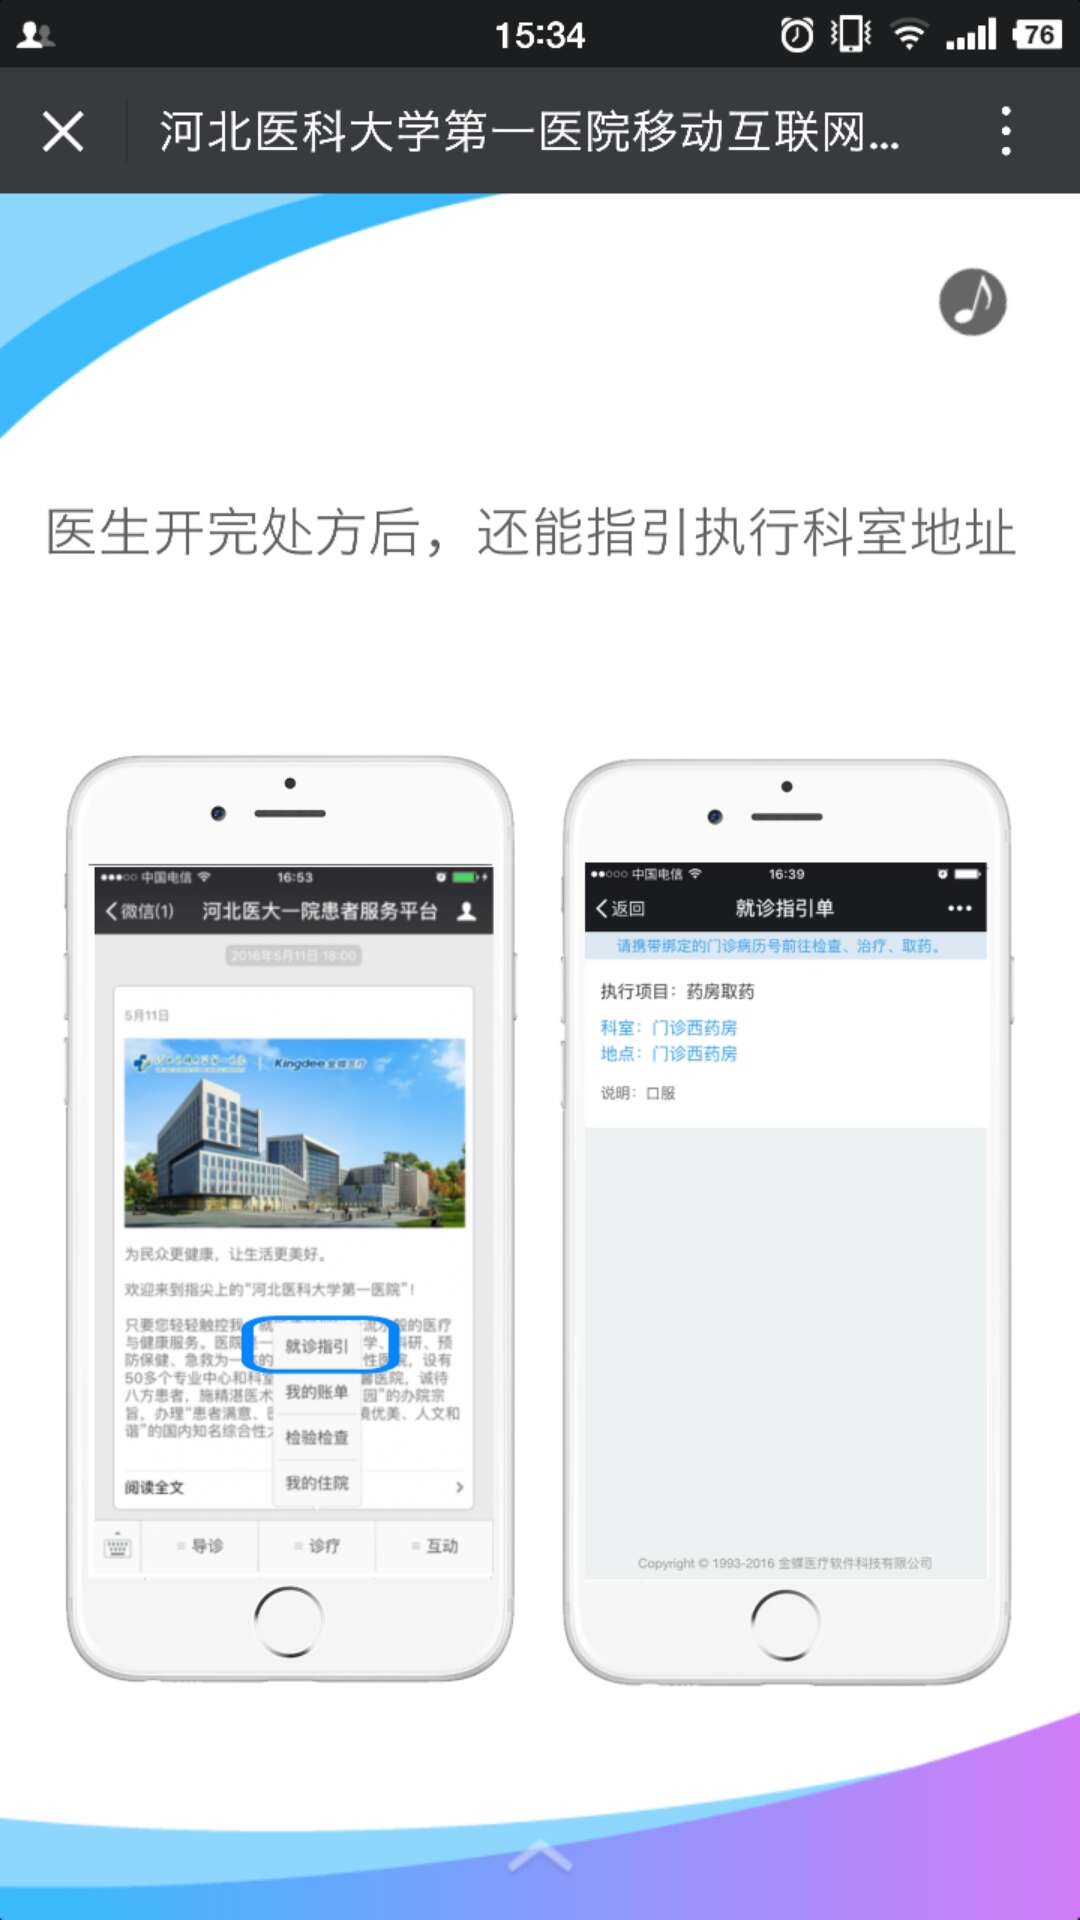 15:34
76
河北医科大学第一医院移动互联网...
医生开完处方后，还能指引执行科室地址
中国电信
16:53
微信(1)
河北医大一院患者服务平台
2016年5月11日 18:00
5月11日
Kingdee 金蝶医疗
为民众更健康，让生活更美好。
欢迎来到指尖上的“河北医科大学第一医院”！
只要您轻轻触控我
流水般的医疗
与健康服务。医院
学、科研、预
防保健、急救为一体的
性医院，设有
50多个专业中心和科室
医院，诚待
八方患者，施精湛医术
园”的办院宗
旨，办理“患者满意、
境优美、人文和
谐”的国内知名综合性
就诊指引
我的账单
检验检查
我的住院
阅读全文
导诊
诊疗
互动
中国电信
16:39
返回
就诊指引单
请携带绑定的门诊病历号前往检查、治疗、取药。
执行项目：药房取药
科室：门诊西药房
地点：门诊西药房
说明：口服
Copyright © 1993-2016 金蝶医疗软件科技有限公司